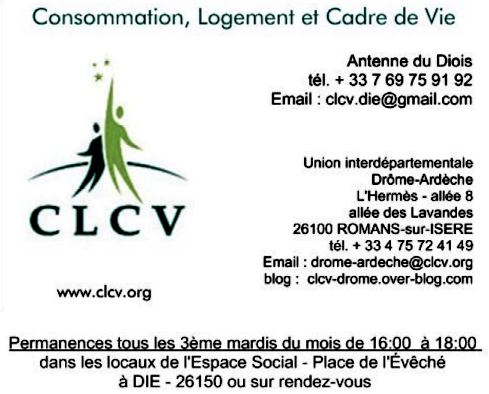 Consommation, Logement et Cadre de Vie
Antenne du Diois
tél. + 33 7 69 75 91 92
Email : clcv.die@gmail.com
CLCV
www.clcv.org
Union interdépartementale
Drôme-Ardèche
L'Hermès - allée 8
allée des Lavandes
26100 ROMANS-sur-ISERE
tél. + 33 4 75 72 41 49
Email : drome-ardeche@clcv.org
blog : clcv-drome.over-blog.com
Permanences tous les 3ème mardis du mois de 16:00 à 18:00
dans les locaux de l'Espace Social - Place de l'Évêché
à DIE - 26150 ou sur rendez-vous